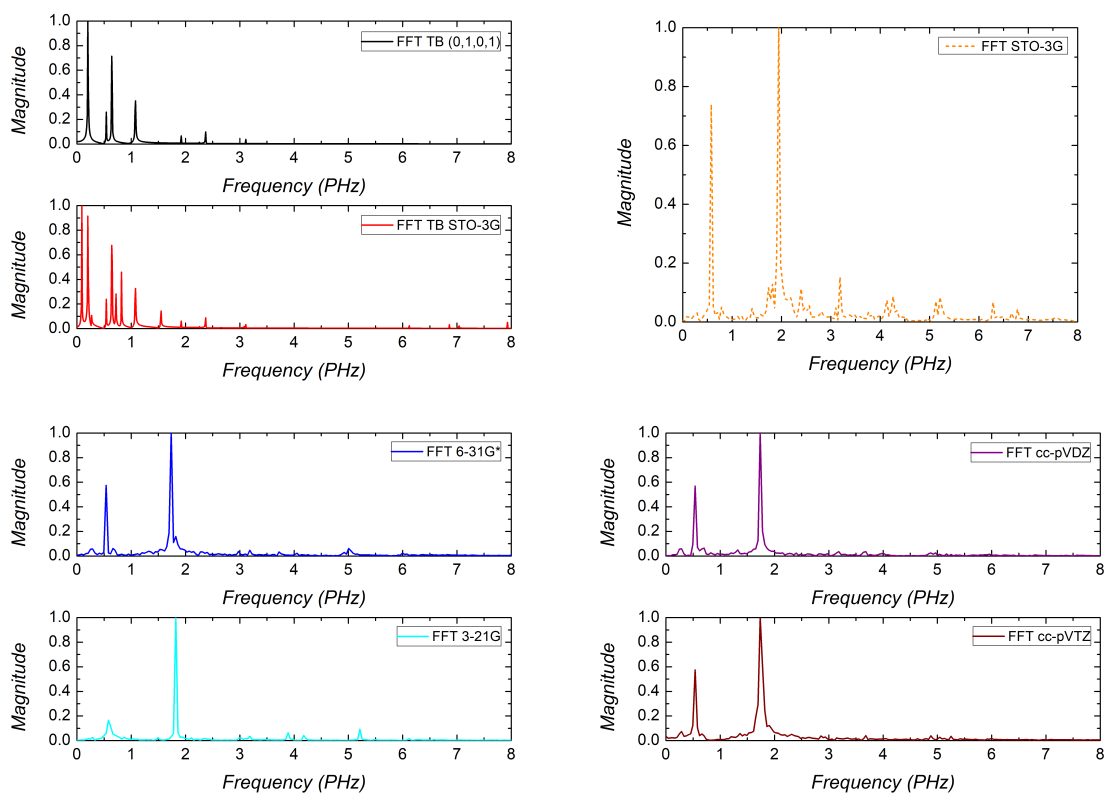 Magnitude
1.0
0.8
0.6
0.4
0.2
0.0
FFT TB (0,1,0,1)
0 1 2 3 4 5 6 7 8
Frequency (PHz)
Magnitude
1.0
0.8
0.6
0.4
0.2
0.0
FFT TB STO-3G
0 1 2 3 4 5 6 7 8
Frequency (PHz)
Magnitude
1.0
0.8
0.6
0.4
0.2
0.0
FFT STO-3G
0 1 2 3 4 5 6 7 8
Frequency (PHz)
Magnitude
1.0
0.8
0.6
0.4
0.2
0.0
FFT 6-31G*
0 1 2 3 4 5 6 7 8
Frequency (PHz)
Magnitude
1.0
0.8
0.6
0.4
0.2
0.0
FFT 3-21G
0 1 2 3 4 5 6 7 8
Frequency (PHz)
Magnitude
1.0
0.8
0.6
0.4
0.2
0.0
FFT cc-pVDZ
0 1 2 3 4 5 6 7 8
Frequency (PHz)
Magnitude
1.0
0.8
0.6
0.4
0.2
0.0
FFT cc-pVTZ
0 1 2 3 4 5 6 7 8
Frequency (PHz)